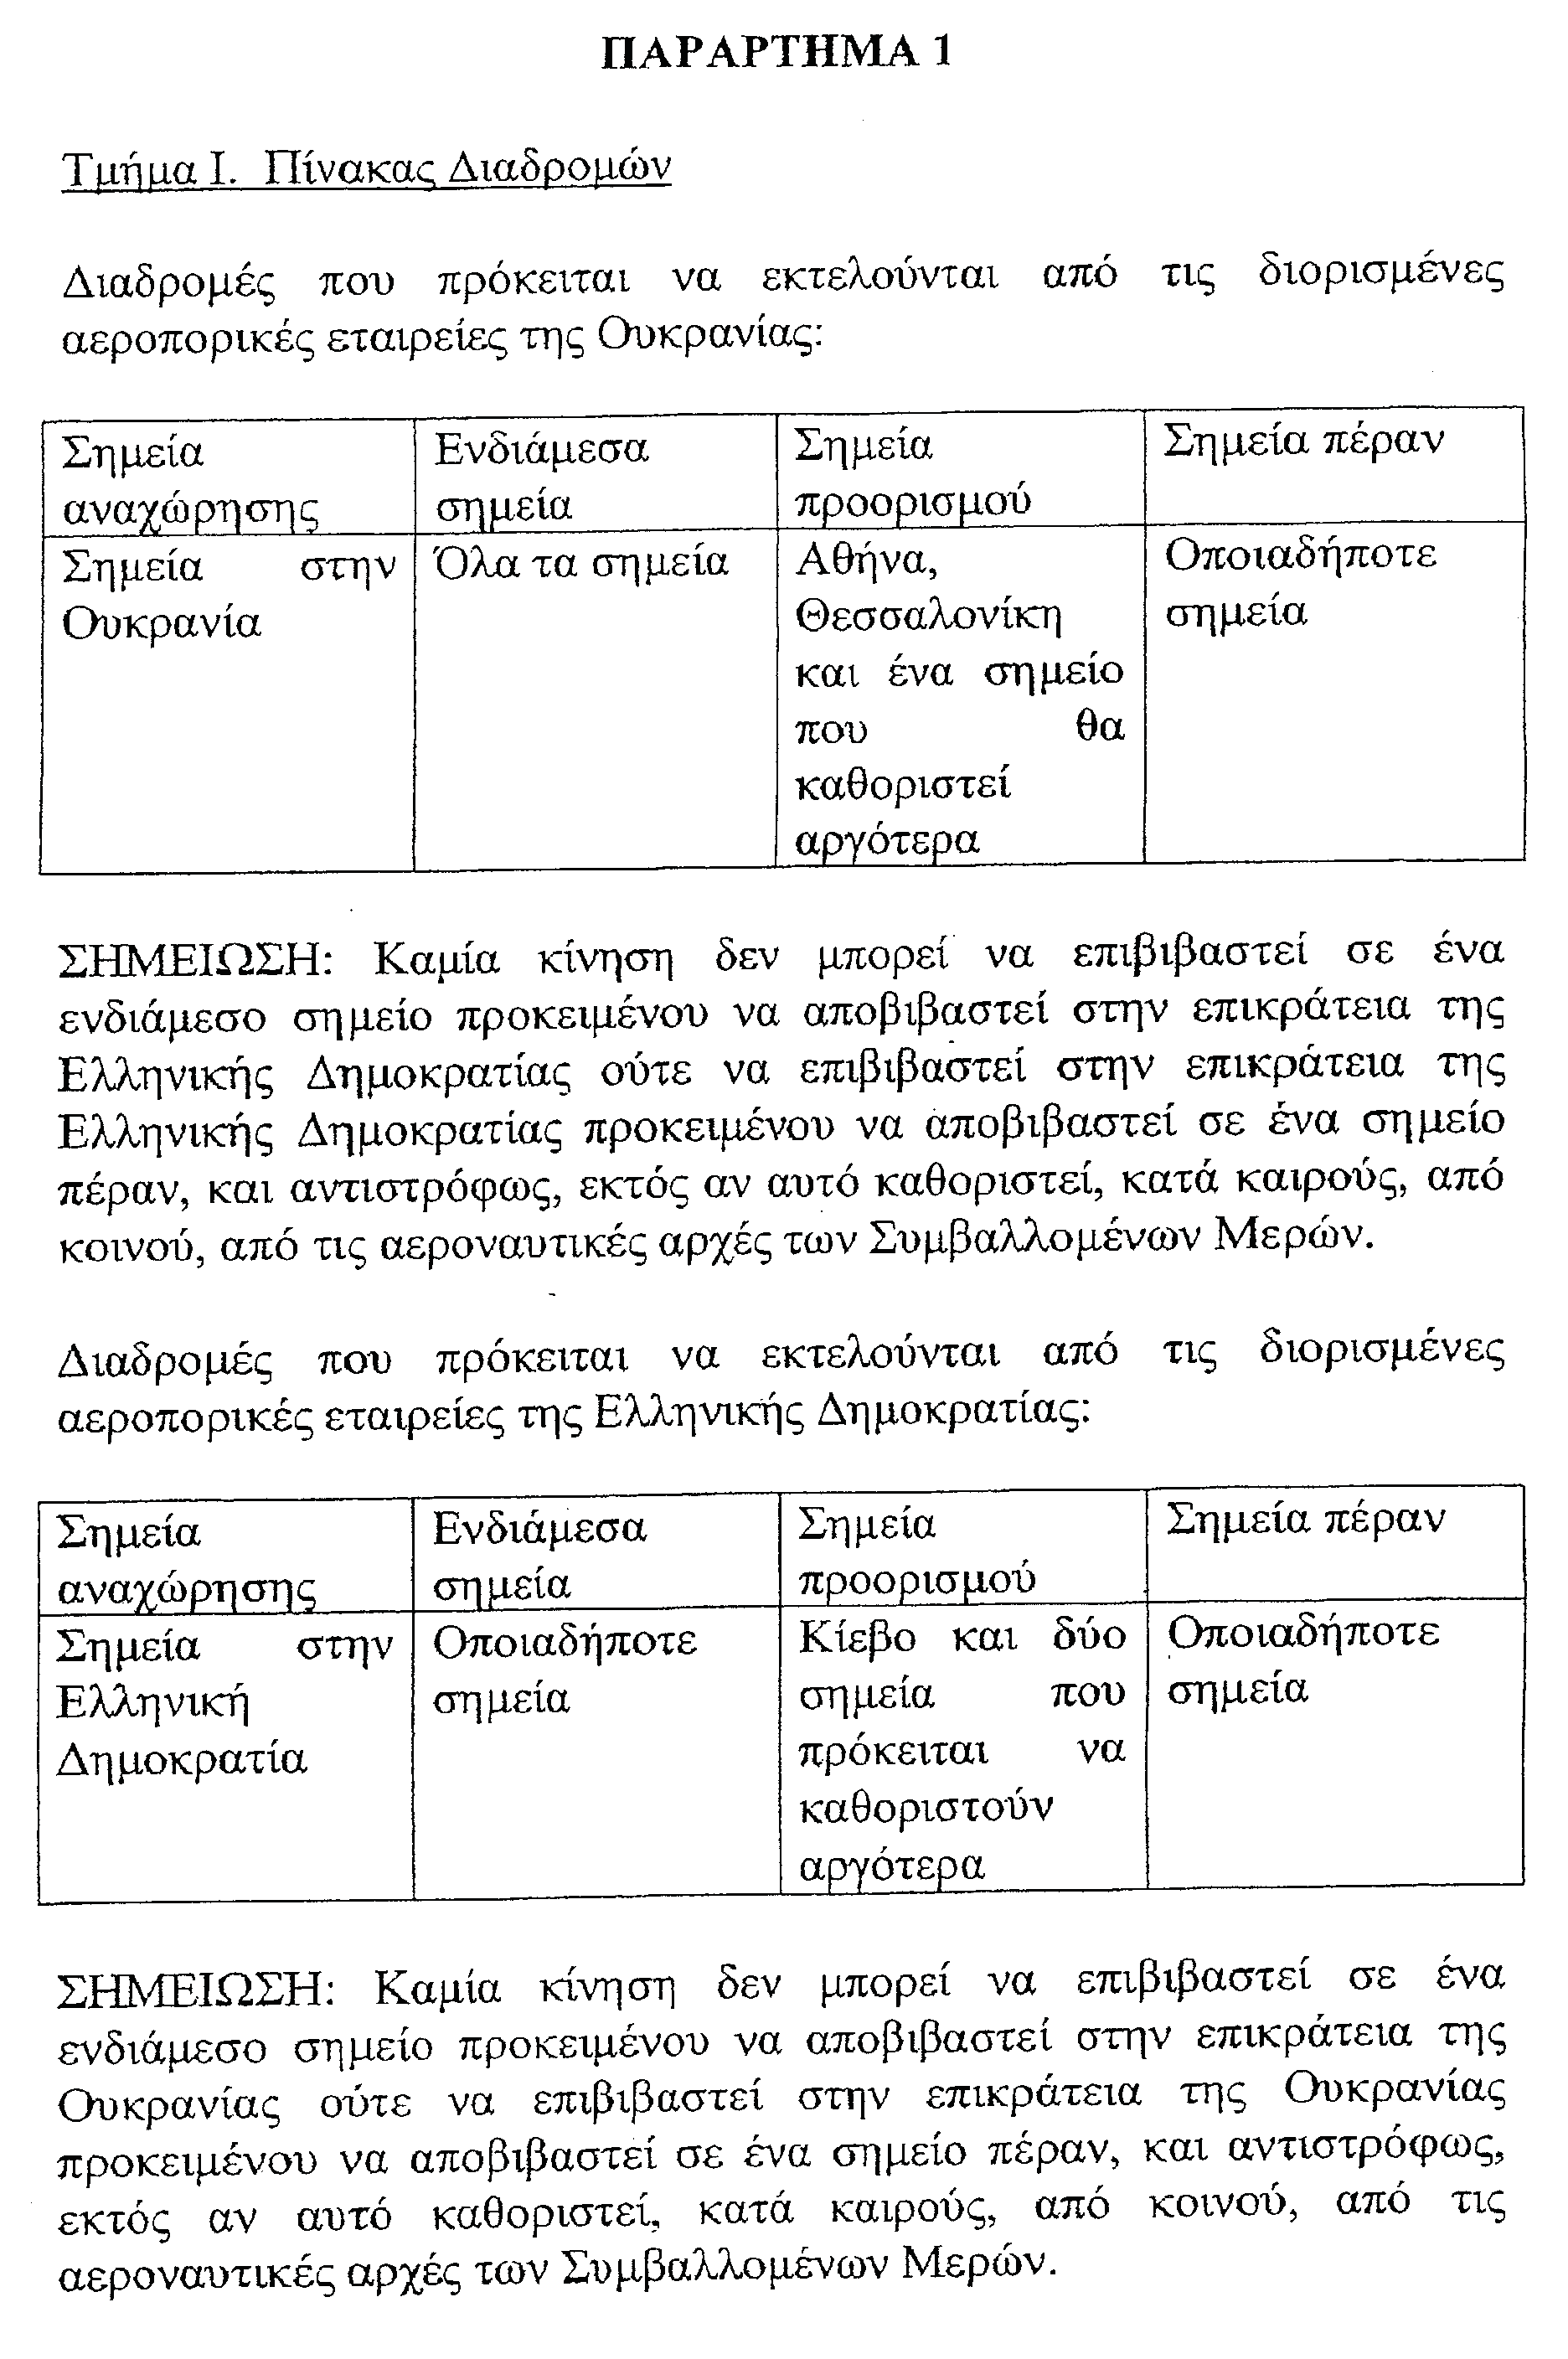 ΠΑΡΑΡΤΗΜΑ 1
Τμήμα Ι. Πίνακας Διαδρομών
Διαδρομές που πρόκειται να εκτελούνται από τις διορισμένες
αεροπορικές εταιρείες της Ουκρανίας:
Σημεία
αναχώρησης
Ενδιάμεσα
σημεία
Σημεία
προορισμού
Σημεία πέραν
Σημεία στην
Ουκρανία
Όλα τα σημεία
Αθήνα,
Θεσσαλονίκη
και ένα σημείο
που θα
καθοριστεί
αργότερα
Οποιαδήποτε
σημεία
ΣΗΜΕΙΩΣΗ: Καμία κίνηση δεν μπορεί να επιβιβαστεί σε ένα
ενδιάμεσο σημείο προκειμένου να αποβιβαστεί στην επικράτεια της
Ελληνικής Δημοκρατίας ούτε να επιβιβαστεί στην επικράτεια της
Ελληνικής Δημοκρατίας προκειμένου να αποβιβαστεί σε ένα σημείο
πέραν, και αντιστρόφως, εκτός αν αυτό καθοριστεί, κατά καιρούς, από
κοινού, από τις αεροναυτικές αρχές των Συμβαλλομένων Μερών.
Διαδρομές που πρόκειται να εκτελούνται από τις διορισμένες
αεροπορικές εταιρείες της Ελληνικής Δημοκρατίας:
Σημεία
αναχώρησης
Ενδιάμεσα
σημεία
Σημεία
προορισμού
Σημεία πέραν
Σημεία στην
Ελληνική
Δημοκρατία
Οποιαδήποτε
σημεία
Κίεβο και δύο
σημεία που
πρόκειται να
καθοριστούν
αργότερα
Οποιαδήποτε
σημεία
ΣΗΜΕΙΩΣΗ: Καμία κίνηση δεν μπορεί να επιβιβαστεί σε ένα
ενδιάμεσο σημείο προκειμένου να αποβιβαστεί στην επικράτεια της
Ουκρανίας ούτε να επιβιβαστεί στην επικράτεια της Ουκρανίας
προκειμένου να αποβιβαστεί σε ένα σημείο πέραν, και αντιστρόφως,
εκτός αν αυτό καθοριστεί, κατά καιρούς, από κοινού, από τις
αεροναυτικές αρχές των Συμβαλλομένων Μερών.